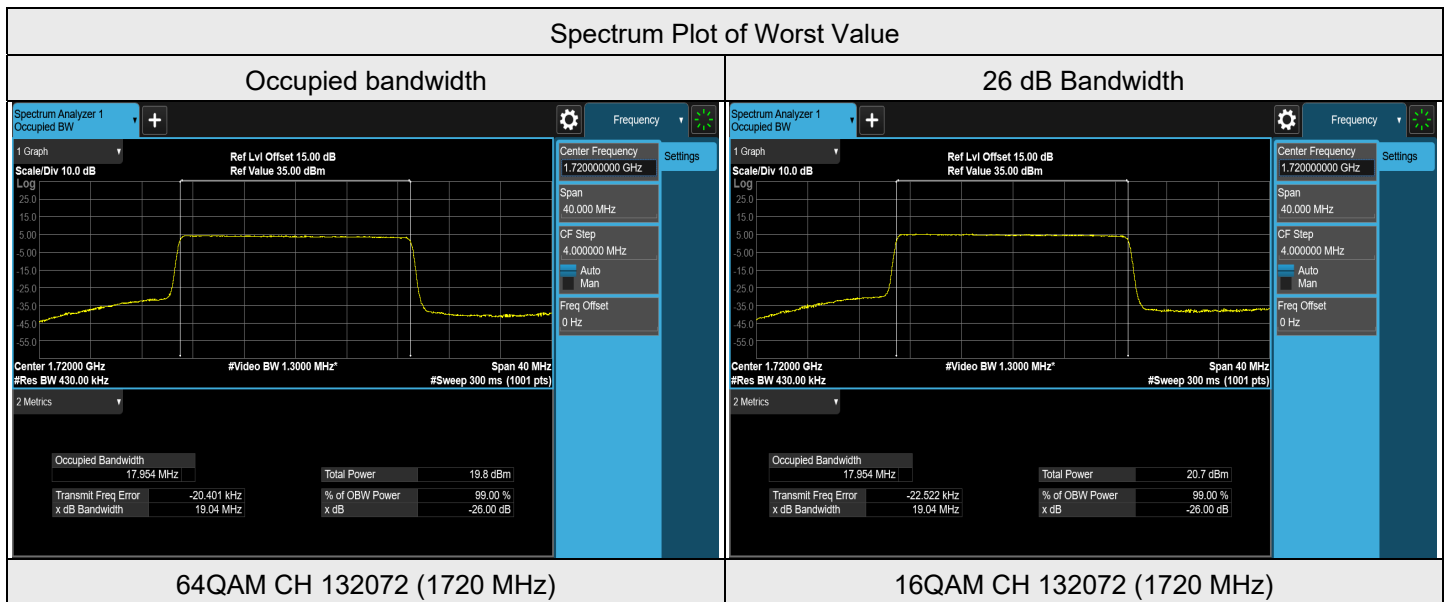 Spectrum Plot of Worst Value
Occupied bandwidth
26 dB Bandwidth
Spectrum Analyzer 1
Occupied BW
+
Frequency
1 Graph
Ref Lvl Offset 15.00 dB
Scale/Div 10.0 dB
Ref Value 35.00 dBm
Log
25.0
15.0
5.00
-5.00
-15.0
-25.0
-35.0
-45.0
-55.0
Center 1.72000 GHz
#Video BW 1.3000 MHz*
Span 40 MHz
#Res BW 430.00 kHz
#Sweep 300 ms (1001 pts)
Center Frequency
1.720000000 GHz
Settings
Span
40.000 MHz
CF Step
4.000000 MHz
Auto
Man
Freq Offset
0 Hz
2 Metrics
Occupied Bandwidth
17.954 MHz
Total Power 19.8 dBm
Transmit Freq Error -20.401 kHz
% of OBW Power 99.00 %
x dB Bandwidth 19.04 MHz
x dB -26.00 dB
Spectrum Analyzer 1
Occupied BW
+
Frequency
1 Graph
Ref Lvl Offset 15.00 dB
Scale/Div 10.0 dB
Ref Value 35.00 dBm
Log
25.0
15.0
5.00
-5.00
-15.0
-25.0
-35.0
-45.0
-55.0
Center 1.72000 GHz
#Video BW 1.3000 MHz*
Span 40 MHz
#Res BW 430.00 kHz
#Sweep 300 ms (1001 pts)
Center Frequency
1.720000000 GHz
Settings
Span
40.000 MHz
CF Step
4.000000 MHz
Auto
Man
Freq Offset
0 Hz
2 Metrics
Occupied Bandwidth
17.954 MHz
Total Power 20.7 dBm
Transmit Freq Error -22.522 kHz
% of OBW Power 99.00 %
x dB Bandwidth 19.04 MHz
x dB -26.00 dB
64QAM CH 132072 (1720 MHz)
16QAM CH 132072 (1720 MHz)